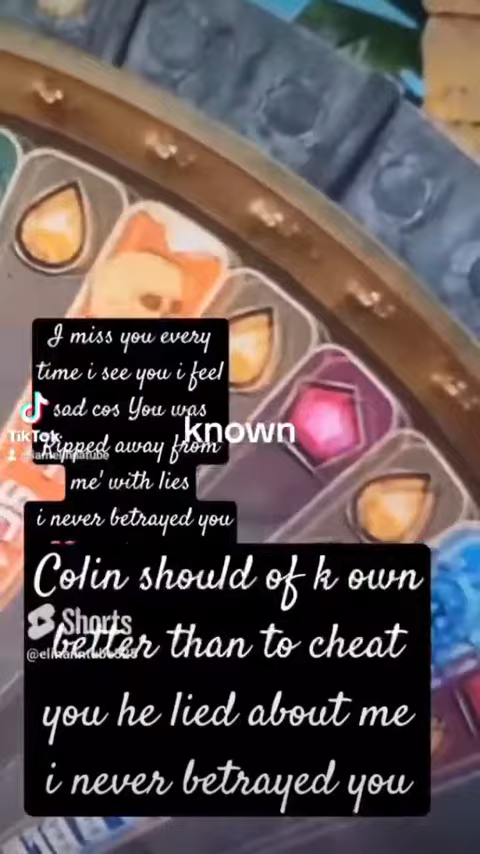 I miss you every
time i see you i feel
sad cos You was
Ripped away from
me' with lies
i never betrayed you
known
TikTok
Colin should of k own
better than to cheat
you he lied about me
i never betrayed you
Shorts